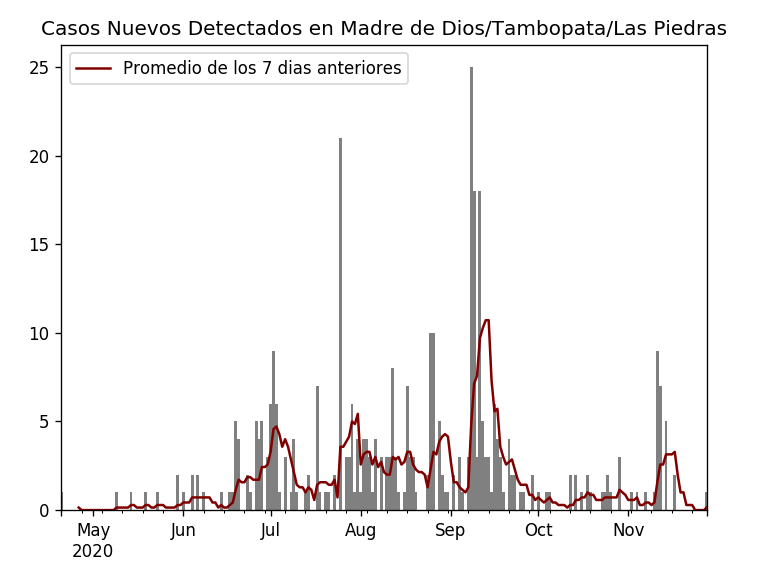 Casos Nuevos Detectados en Madre de Dios/Tambopata/Las Piedras
Promedio de los 7 dias anteriores
25
20
15
10
5
0
May Jun Jul Aug Sep Oct Nov
2020